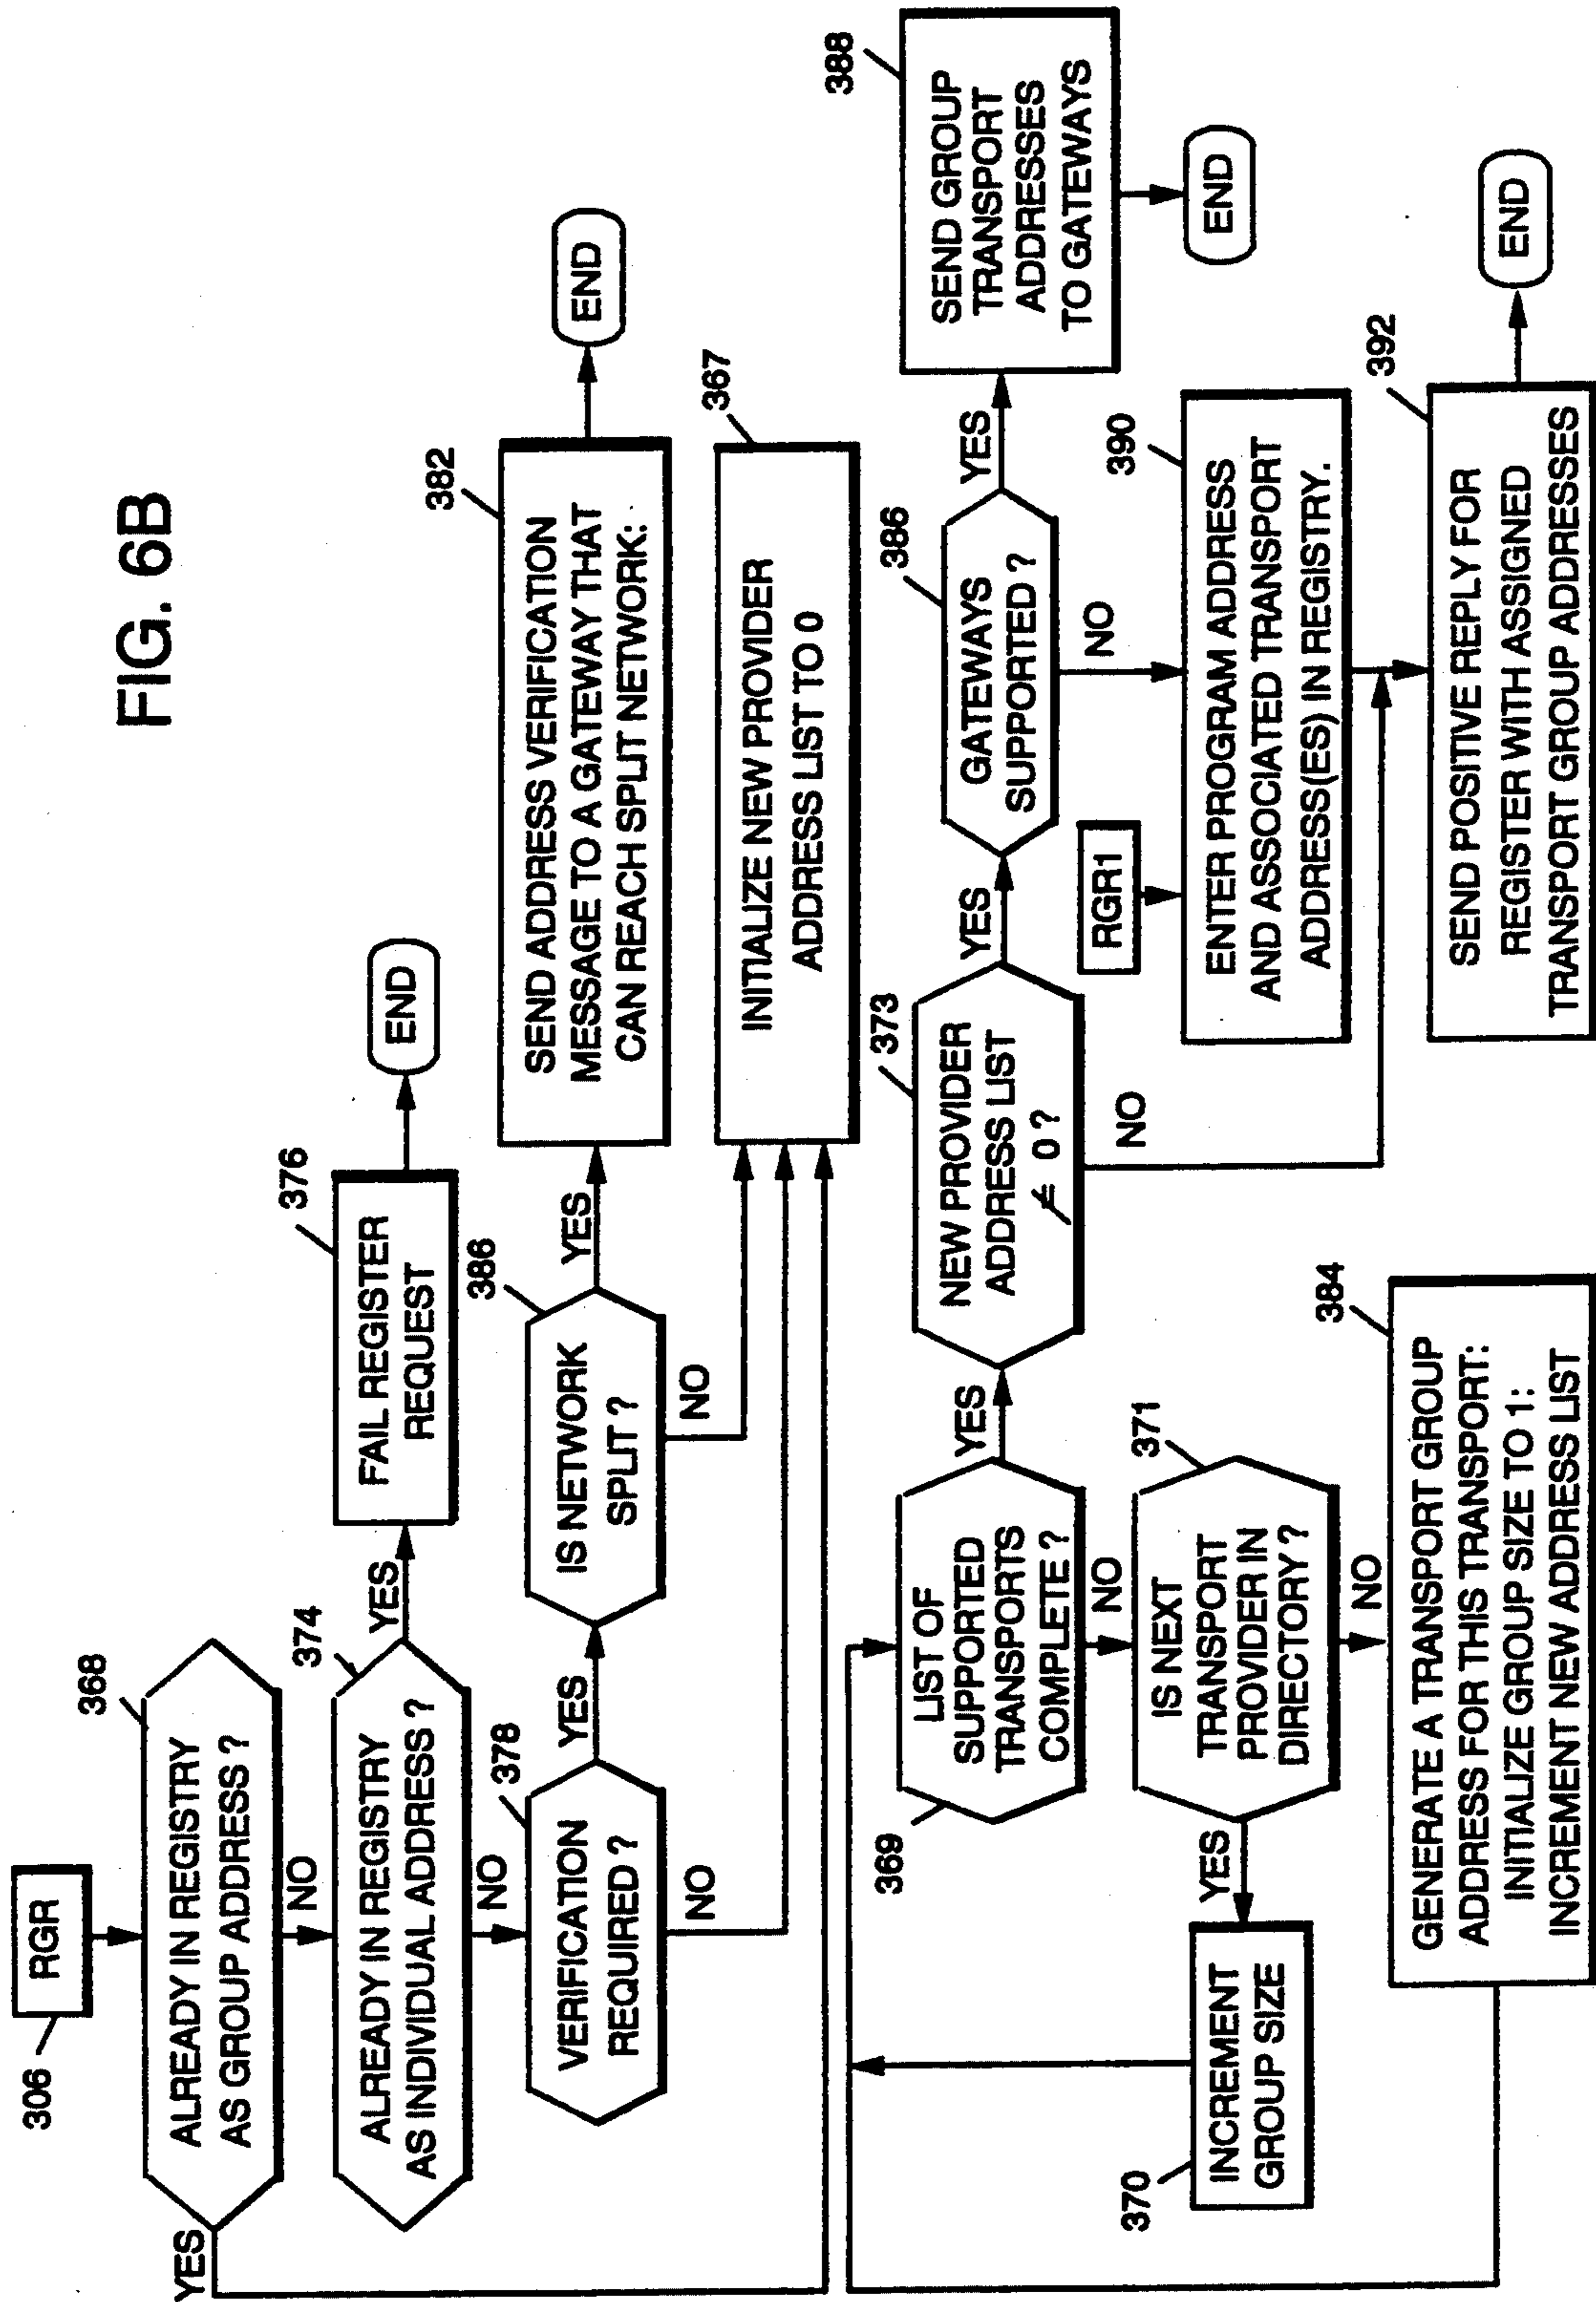 FIG. 6B
306
RGR
368
ALREADY IN REGISTRY
AS GROUP ADDRESS ?
YES
NO
374
ALREADY IN REGISTRY
AS INDIVIDUAL ADDRESS ?
YES
NO
376
FAIL REGISTER
REQUEST
END
378
VERIFICATION
REQUIRED ?
YES
NO
386
IS NETWORK
SPLIT ?
YES
NO
382
SEND ADDRESS VERIFICATION
MESSAGE TO A GATEWAY THAT
CAN REACH SPLIT NETWORK:
END
367
INITIALIZE NEW PROVIDER
ADDRESS LIST TO 0
369
LIST OF
SUPPORTED
TRANSPORTS
COMPLETE ?
YES
NO
371
IS NEXT
TRANSPORT
PROVIDER IN
DIRECTORY ?
YES
NO
370
INCREMENT
GROUP SIZE
384
GENERATE A TRANSPORT GROUP
ADDRESS FOR THIS TRANSPORT:
INITIALIZE GROUP SIZE TO 1:
INCREMENT NEW ADDRESS LIST
373
NEW PROVIDER
ADDRESS LIST
≠ 0 ?
YES
NO
386
GATEWAYS
SUPPORTED ?
YES
NO
388
SEND GROUP
TRANSPORT
ADDRESSES
TO GATEWAYS
END
RGR1
390
ENTER PROGRAM ADDRESS
AND ASSOCIATED TRANSPORT
ADDRESS(ES) IN REGISTRY.
392
SEND POSITIVE REPLY FOR
REGISTER WITH ASSIGNED
TRANSPORT GROUP ADDRESSES
END